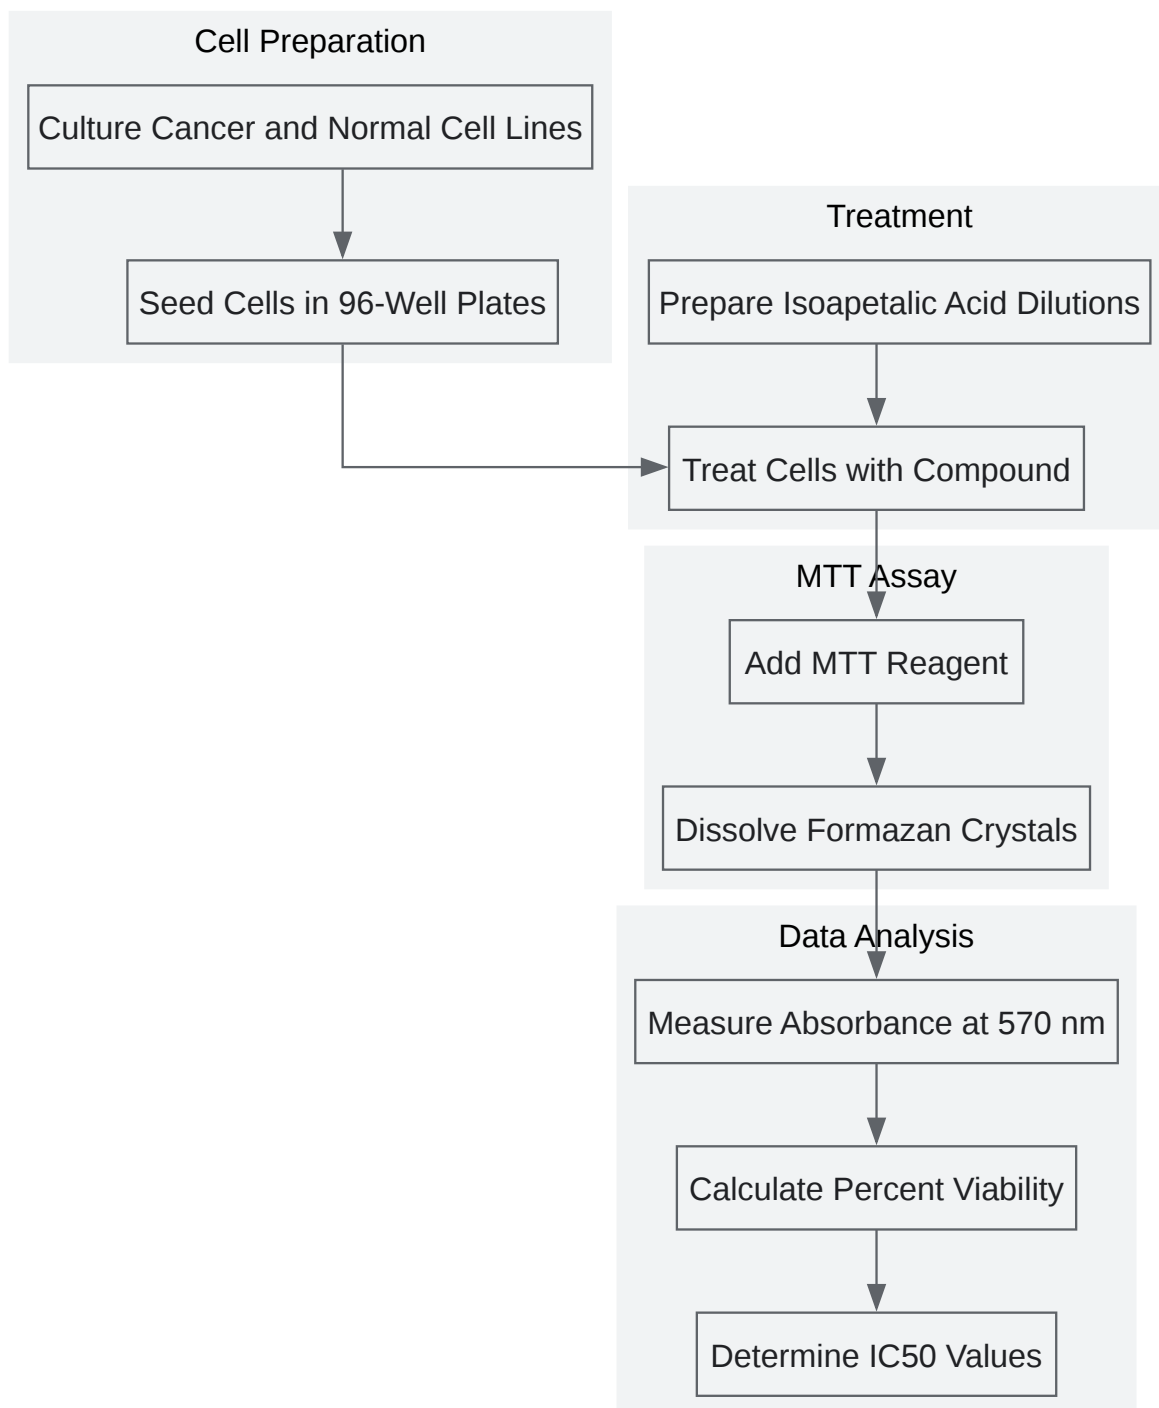 Cell Preparation
Culture Cancer and Normal Cell Lines
Seed Cells in 96-Well Plates
Treatment
Prepare Isoapetalic Acid Dilutions
Treat Cells with Compound
MTT Assay
Add MTT Reagent
Dissolve Formazan Crystals
Data Analysis
Measure Absorbance at 570 nm
Calculate Percent Viability
Determine IC50 Values